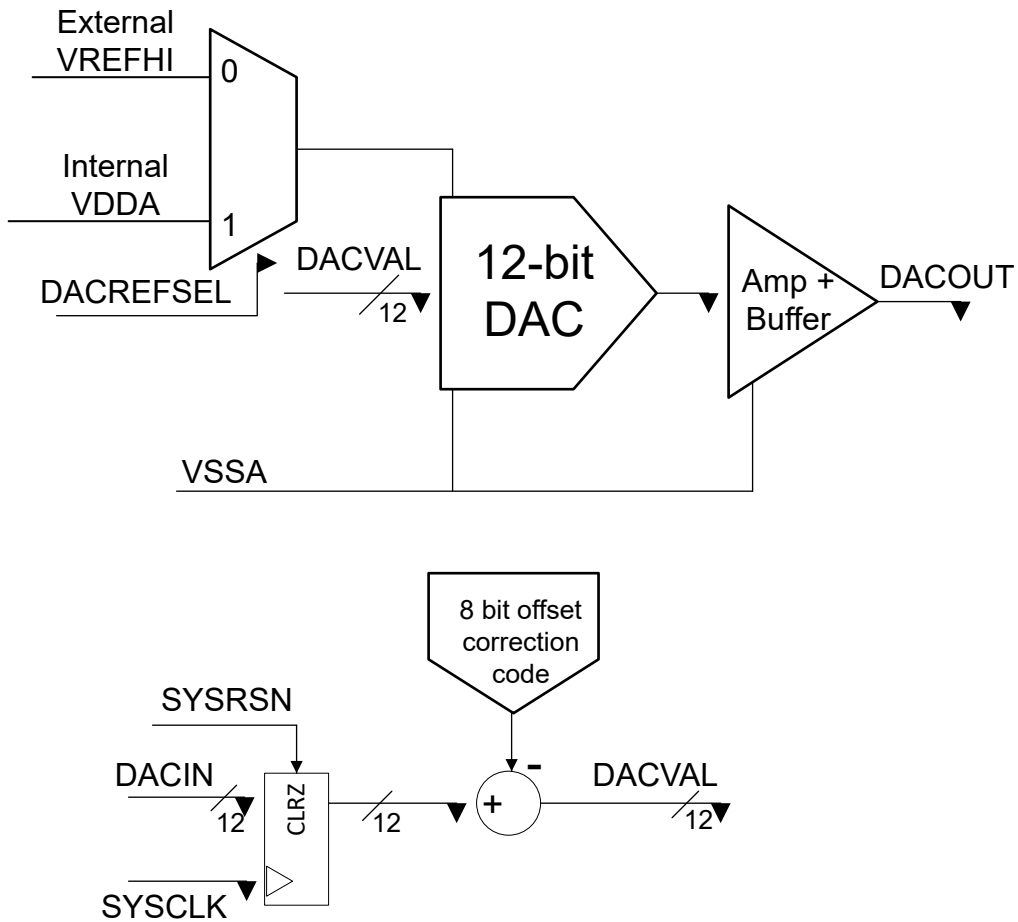 External
VREFHI
0
Internal
VDDA
1
DACREFSEL
DACVAL
12
12-bit
DAC
Amp +
Buffer
DACOUT
VSSA
8 bit offset
correction
code
SYSRSN
DACIN
12
CLRZ
12
+
-
DACVAL
12
SYSCLK